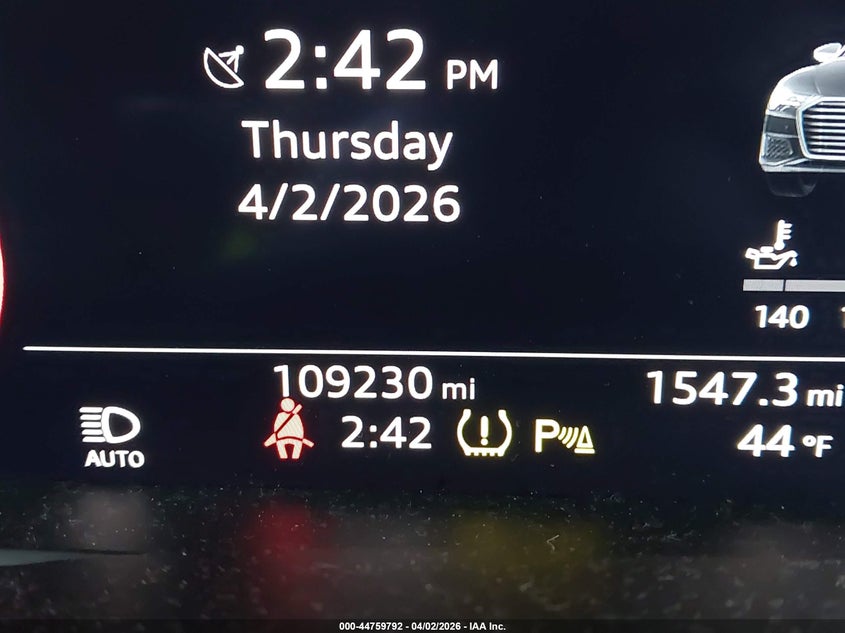 2:42 PM
Thursday
4/2/2026
140
109230 mi
1547.3 mi
AUTO
2:42
P
44 °F
000-44759792 - 04/02/2026 - IAA Inc.